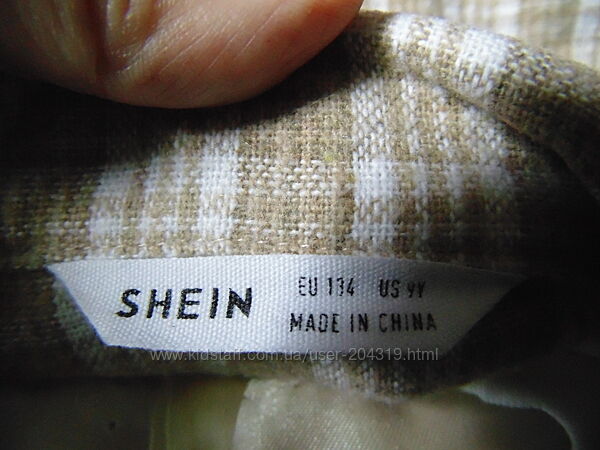 SHEIN
EU 134 US 9Y
MADE IN CHINA
www.kidstaff.com.ua/user-204319.html